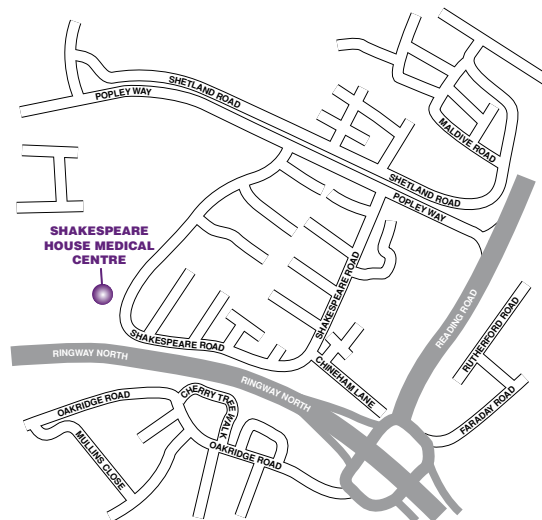 SHETLAND ROAD
POPLEY WAY
MALDIVE ROAD
SHETLAND ROAD
POPLEY WAY
SHAKESPEARE
HOUSE MEDICAL
CENTRE
SHAKESPEARE ROAD
READING ROAD
RUTHERFORD ROAD
SHAKESPEARE ROAD
RINGWAY NORTH
CHINEHAM LANE
RINGWAY NORTH
OAKRIDGE ROAD
CHERRY TREE
WALK
FARADAY ROAD
MULLINS CLOSE
OAKRIDGE ROAD